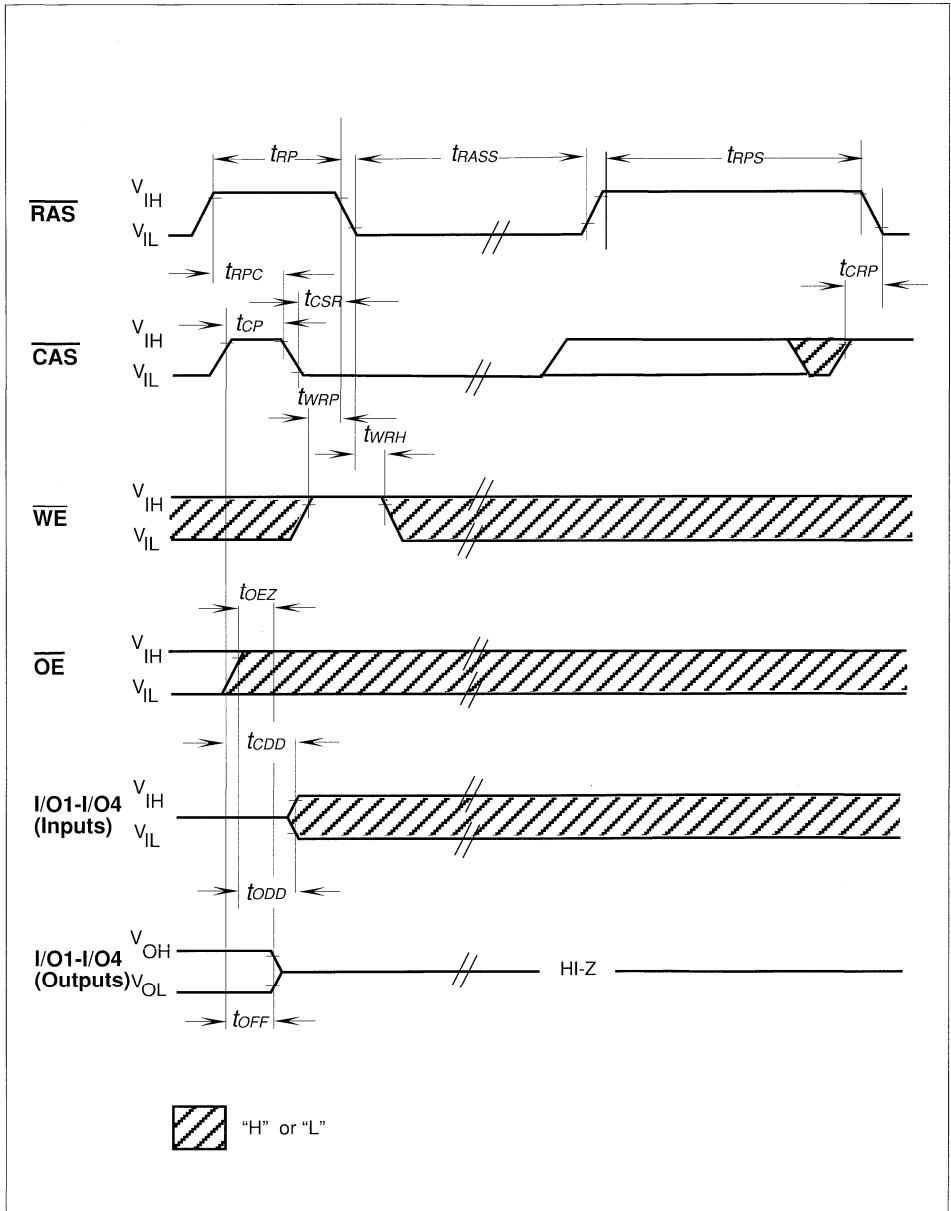 tRP
tRASS
tRPS
RAS
VIH
VIL
tRPC
tCSR
tCRP
tCP
CAS
VIH
VIL
tWRP
tWRH
WE
VIH
VIL
tOEZ
OE
VIH
VIL
tCDD
I/O1-I/O4
(Inputs)
VIH
VIL
tODD
I/O1-I/O4
(Outputs)
VOH
VOL
HI-Z
tOFF
“H” or “L”